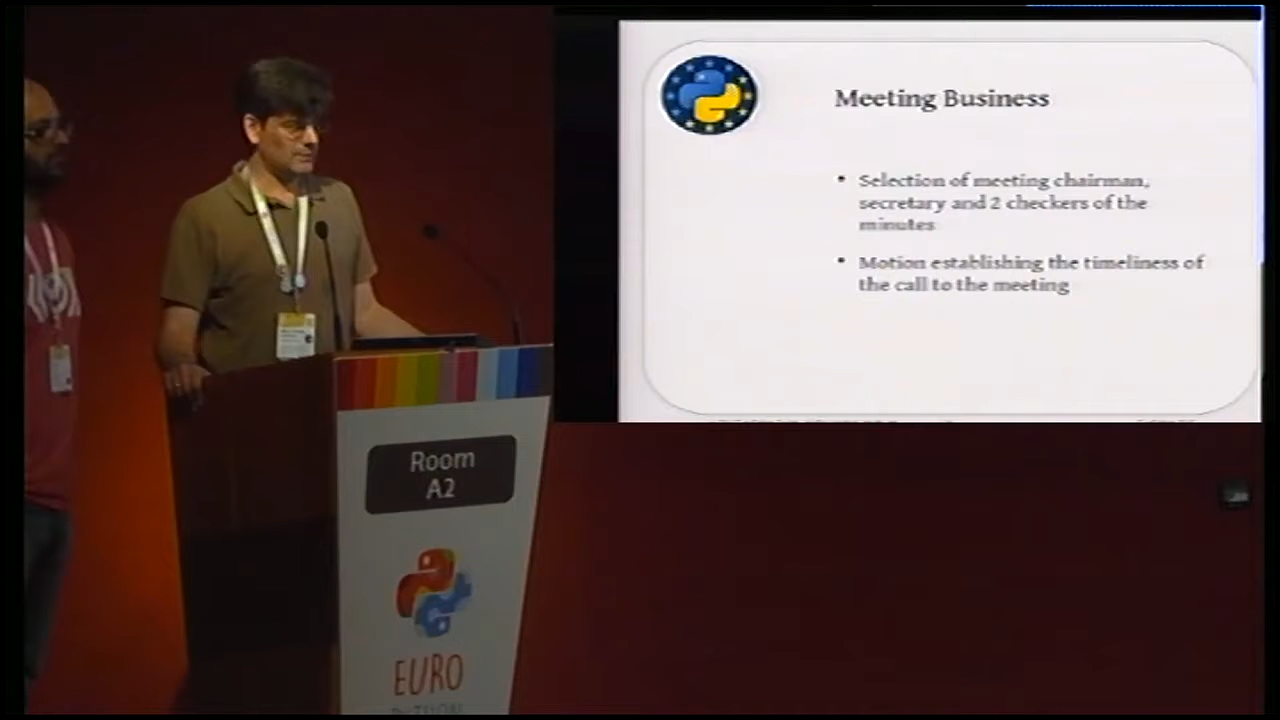 Meeting Business
• Selection of meeting chairman,
secretary and 2 checkers of the
minutes
• Motion establishing the timeliness of
the call to the meeting
Room
A2
EURO
PYTHON